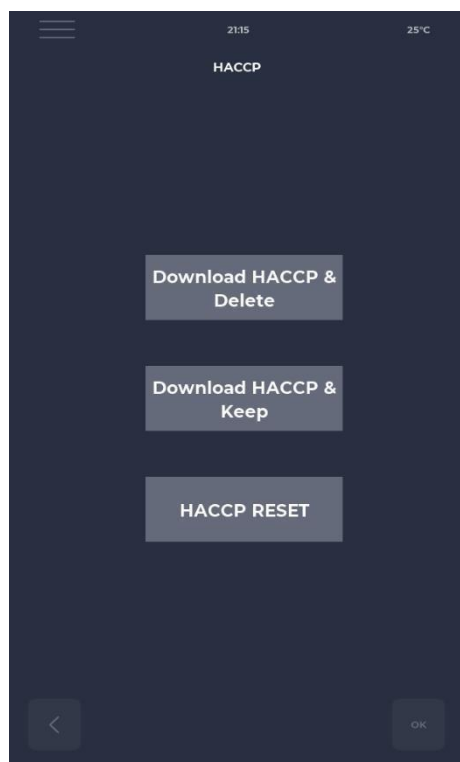 21:15
25°C
HACCP
Download HACCP &
Delete
Download HACCP &
Keep
HACCP RESET
OK